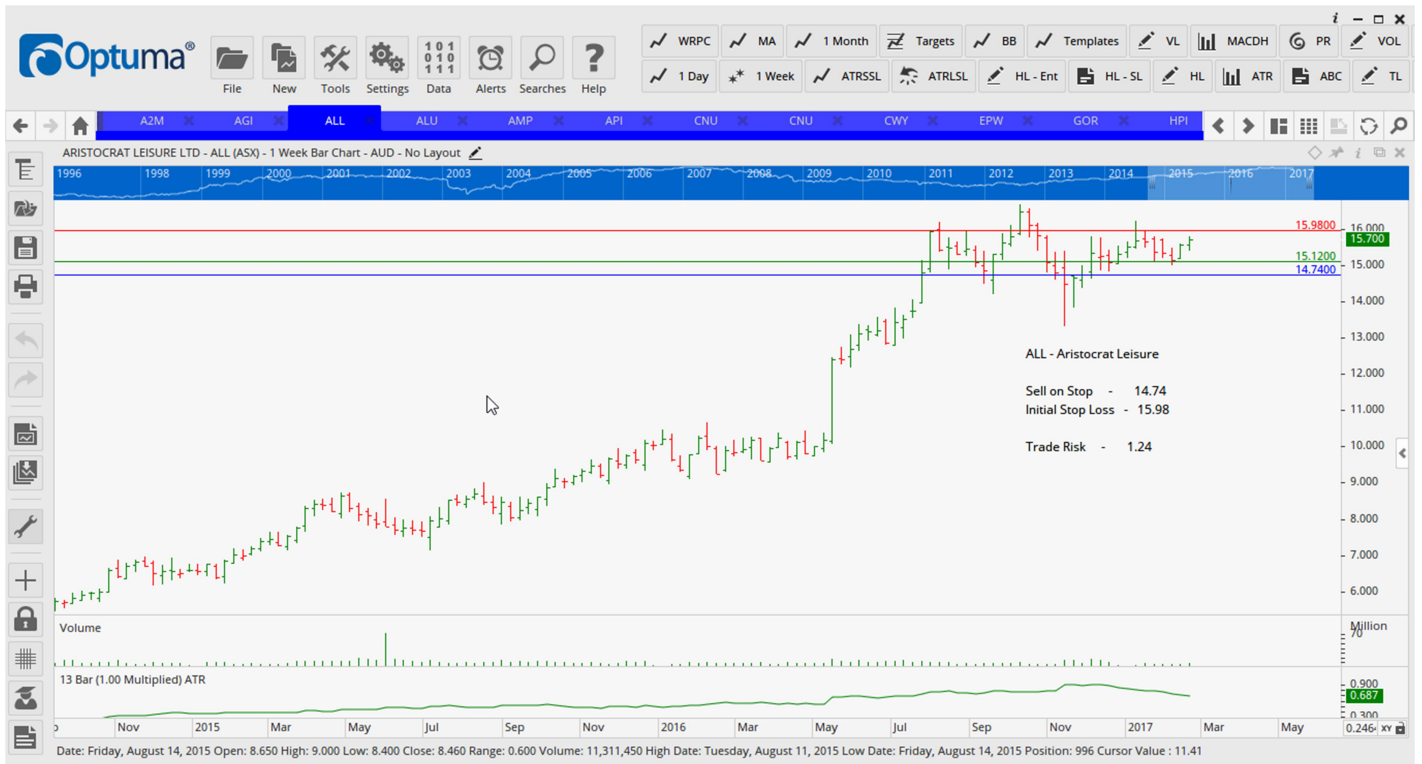 Optuma®
File New Tools Settings Data Alerts Searches Help
101
010
111
WRPC MA 1 Month Targets BB Templates VL MACDH PR VOL
1 Day 1 Week ATRSSL ATRLSL HL - Ent HL - SL HL ATR ABC TL
A2M AGI ALL ALU AMP API CNU CNU CWY EPW GOR HPI
ARISTOCRAT LEISURE LTD - ALL (ASX) - 1 Week Bar Chart - AUD - No Layout
1996 1998 1999 2000 2001 2002 2003 2004 2005 2006 2007 2008 2009 2010 2011 2012 2013 2014 2015 2016 2017
15.9800
16.000
15.700
15.1200
15.000
14.7400
14.000
13.000
ALL - Aristocrat Leisure
12.000
Sell on Stop - 14.74
Initial Stop Loss - 15.98
11.000
Trade Risk - 1.24
10.000
9.000
8.000
7.000
6.000
Volume
Million
70
13 Bar (1.00 Multiplied) ATR
0.900
0.687
0.300
Nov 2015 Mar May Jul Sep Nov 2016 Mar May Jul Sep Nov 2017 Mar May
0.246 XY
Date: Friday, August 14, 2015 Open: 8.650 High: 9.000 Low: 8.400 Close: 8.460 Range: 0.600 Volume: 11,311,450 High Date: Tuesday, August 11, 2015 Low Date: Friday, August 14, 2015 Position: 996 Cursor Value : 11.41